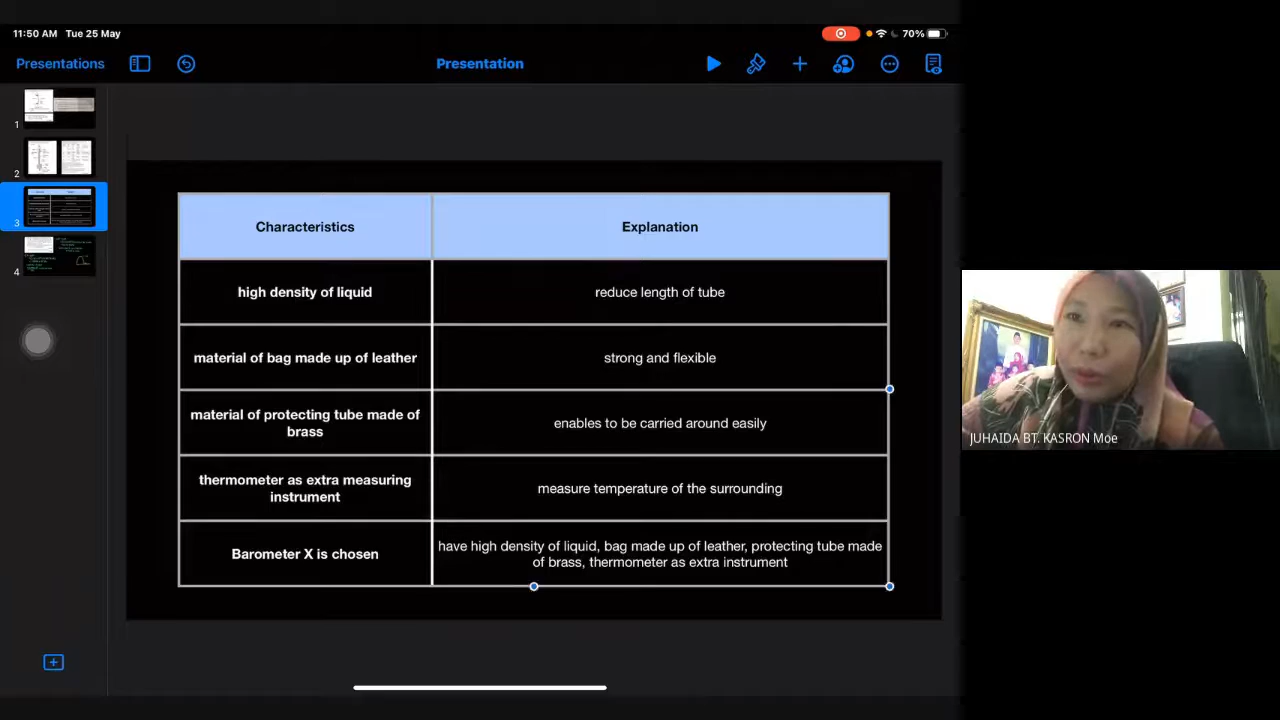 11:50 AM Tue 25 May
70%
Presentations
Presentation
1
2
3
4
Characteristics
Explanation
high density of liquid
reduce length of tube
material of bag made up of leather
strong and flexible
material of protecting tube made of
brass
enables to be carried around easily
thermometer as extra measuring
instrument
measure temperature of the surrounding
Barometer X is chosen
have high density of liquid, bag made up of leather, protecting tube made
of brass, thermometer as extra instrument
JUHAIDA BT. KASRON Moe